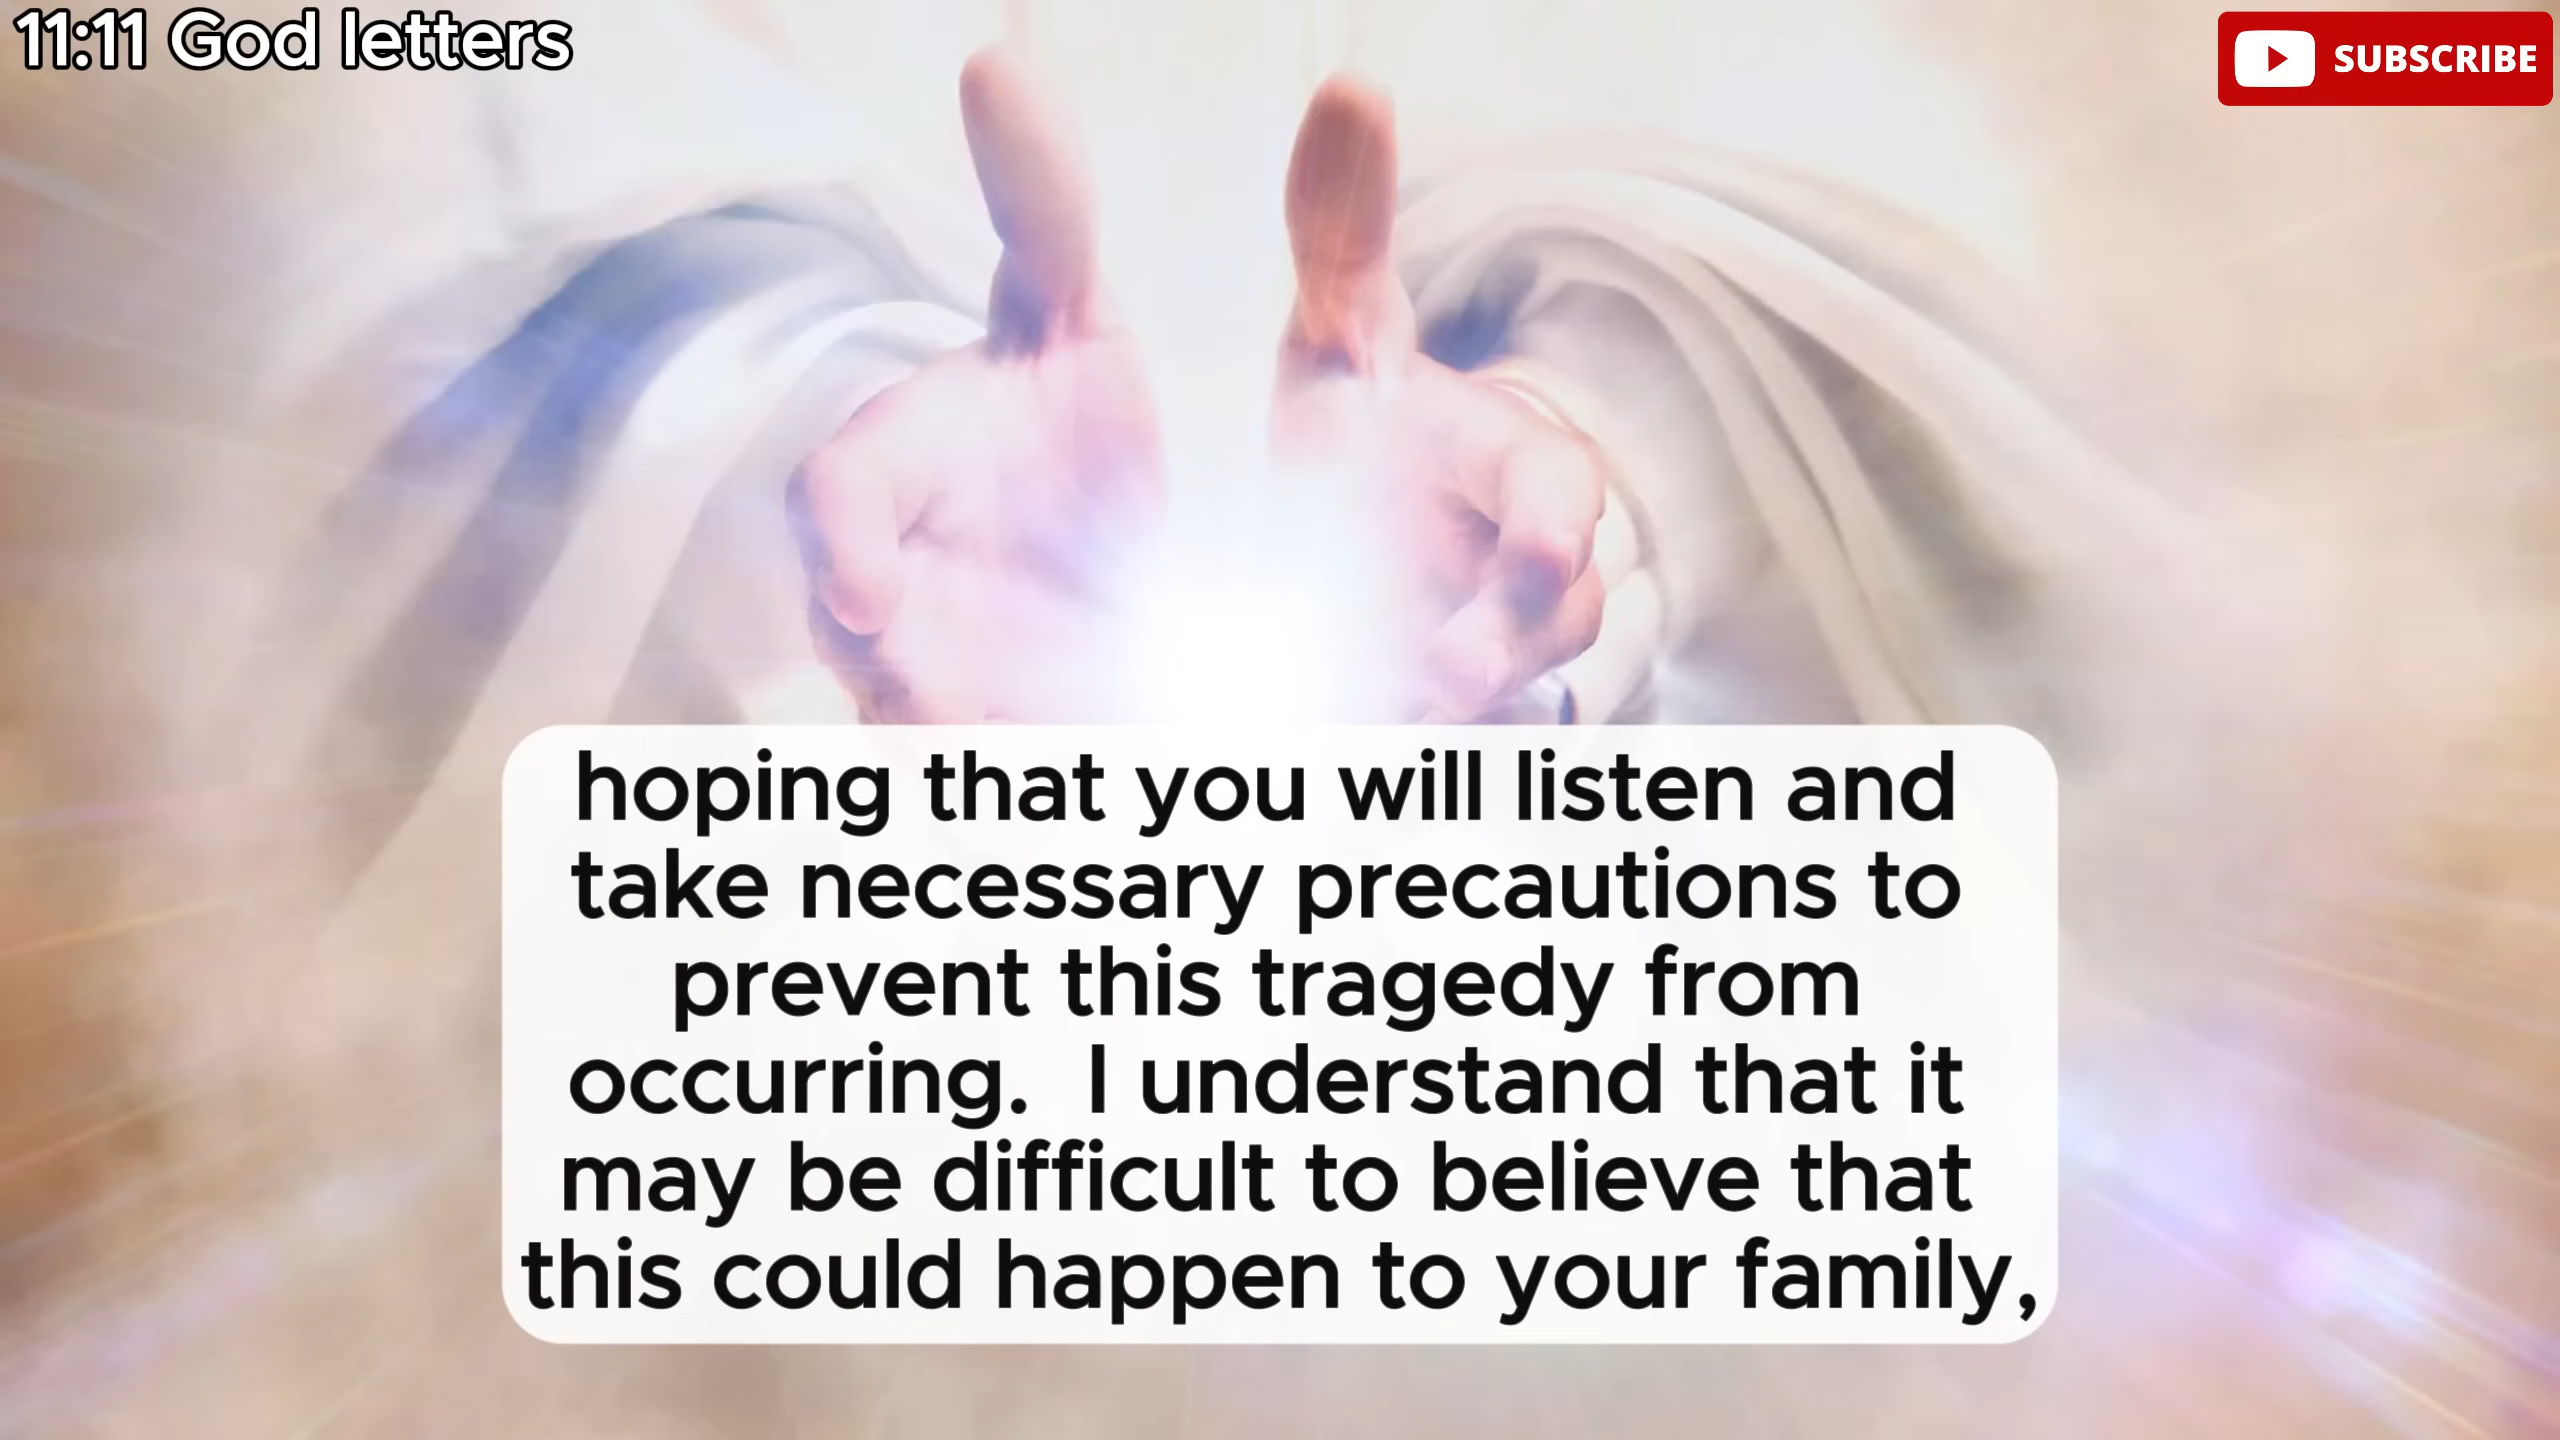 11:11 God letters
SUBSCRIBE
hoping that you will listen and
take necessary precautions to
prevent this tragedy from
occurring.  I understand that it
may be difficult to believe that
this could happen to your family,